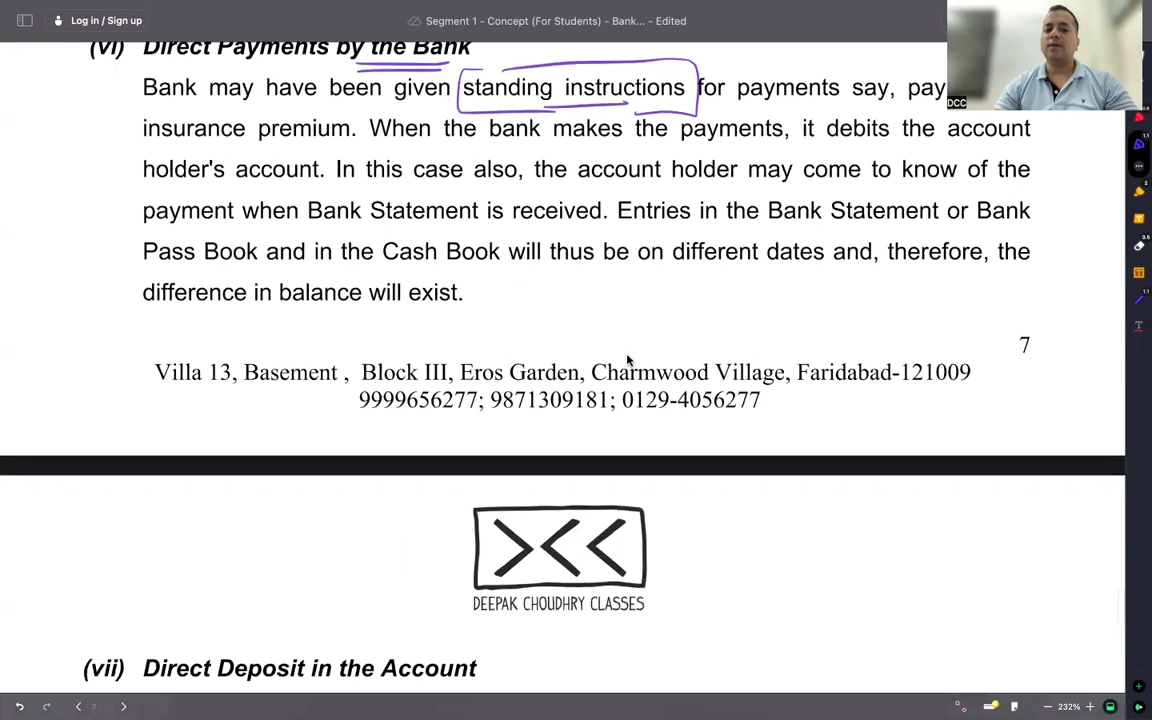 Log in / Sign up
Segment 1 - Concept (For Students) - Bank... - Edited
(vi) Direct Payments by the Bank
Bank may have been given standing instructions for payments say, pay
insurance premium. When the bank makes the payments, it debits the account
holder's account. In this case also, the account holder may come to know of the
payment when Bank Statement is received. Entries in the Bank Statement or Bank
Pass Book and in the Cash Book will thus be on different dates and, therefore, the
difference in balance will exist.
7
Villa 13, Basement , Block III, Eros Garden, Charmwood Village, Faridabad-121009
9999656277; 9871309181; 0129-4056277
DEEPAK CHOUDHRY CLASSES
(vii) Direct Deposit in the Account
DCC
7
232%